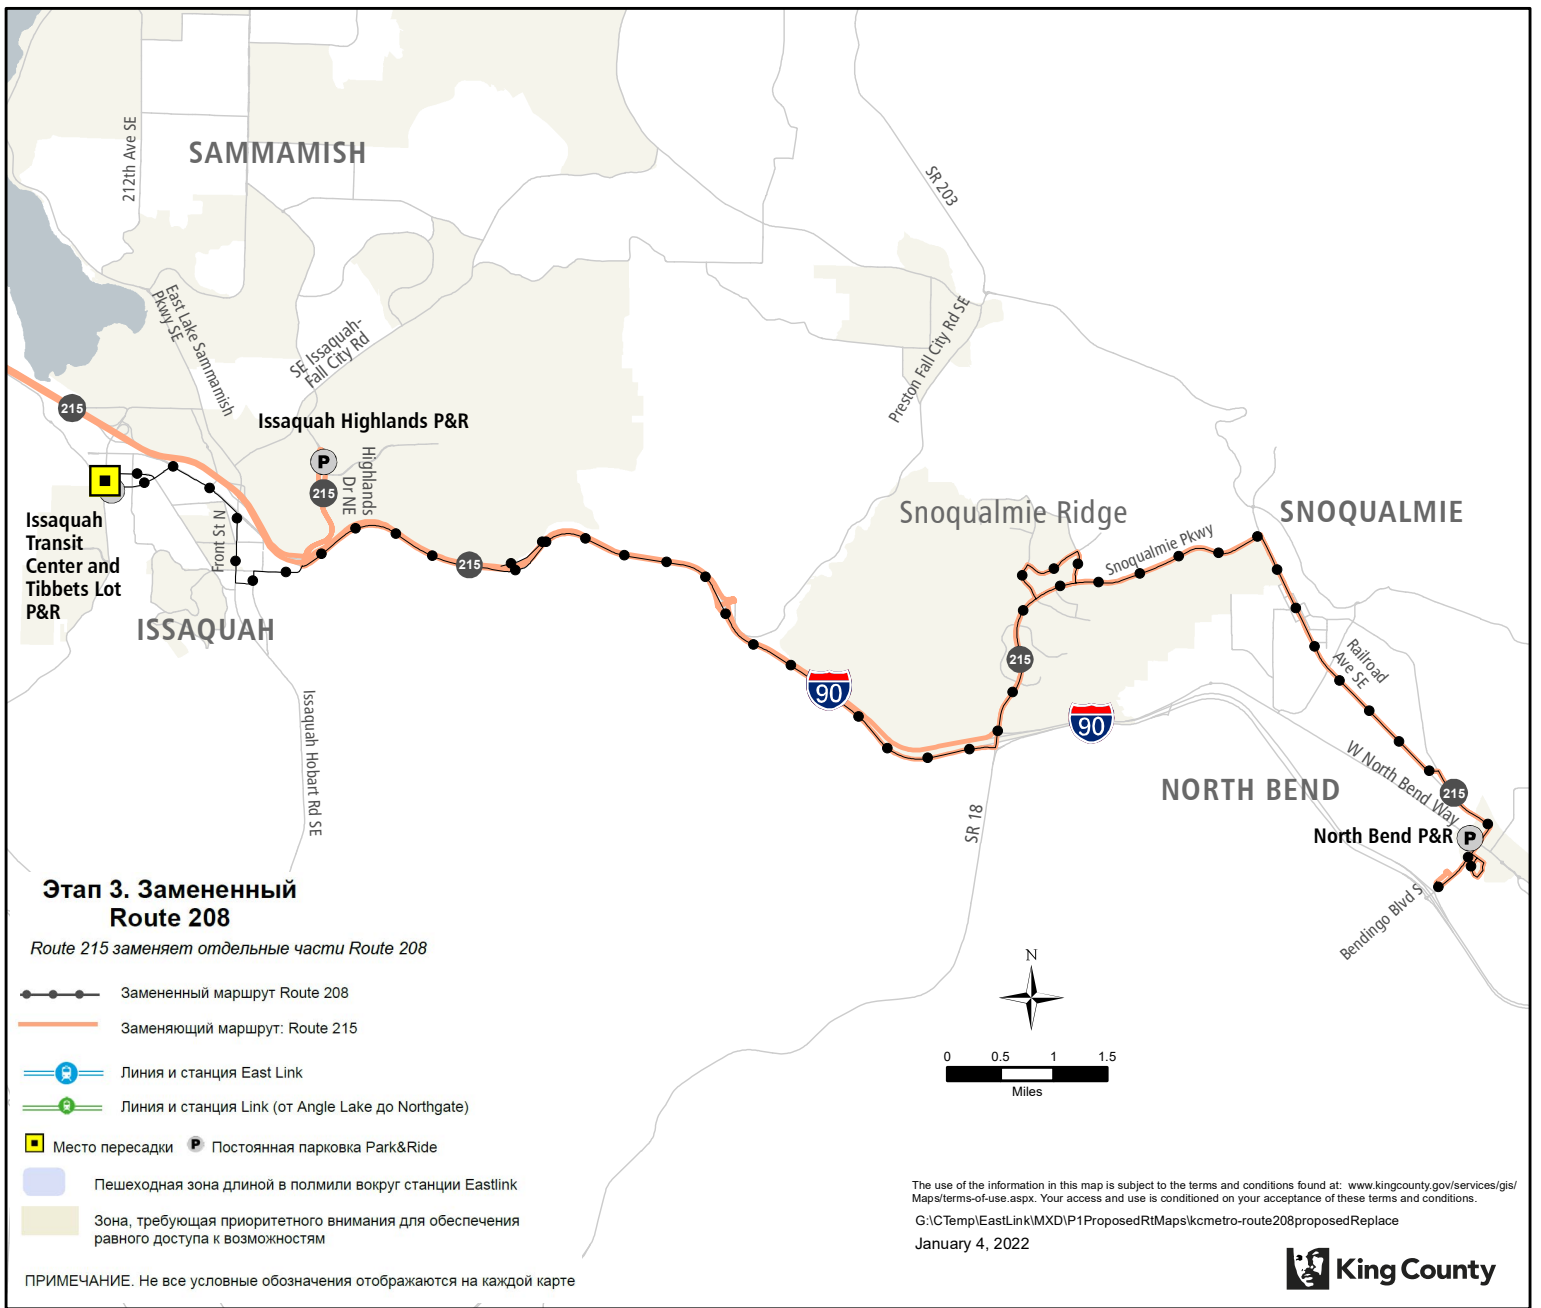 SAMMAMISH
212th Ave SE
SR 203
East Lake Sammamish
Pkwy SE
SE Issaquah-
Fall City Rd
Preston Fall City Rd SE
215
Issaquah Highlands P&R
P
215
Highlands
Dr NE
Issaquah
Transit
Center and
Tibbets Lot
P&R
Front St N
215
ISSAQUAH
Issaquah Hobart Rd SE
Snoqualmie Ridge
Snoqualmie Pkwy
SNOQUALMIE
215
90
90
Railroad
Ave SE
W North Bend Way
NORTH BEND
215
North Bend P&R
P
SR 18
Bendingo Blvd S
Этап 3. Замененный
Route 208
Route 215 заменяет отдельные части Route 208
Замененный маршрут Route 208
Заменяющий маршрут: Route 215
Линия и станция East Link
Линия и станция Link (от Angle Lake до Northgate)
Место пересадки P Постоянная парковка Park&Ride
Пешеходная зона длиной в полмили вокруг станции Eastlink
Зона, требующая приоритетного внимания для обеспечения
равного доступа к возможностям
ПРИМЕЧАНИЕ. Не все условные обозначения отображаются на каждой карте
N
0 0.5 1 1.5
Miles
The use of the information in this map is subject to the terms and conditions found at: www.kingcounty.gov/services/gis/
Maps/terms-of-use.aspx. Your access and use is conditioned on your acceptance of these terms and conditions.
G:\CTemp\EastLink\MXD\P1ProposedRtMaps\kcmetro-route208proposedReplace
January 4, 2022
King County